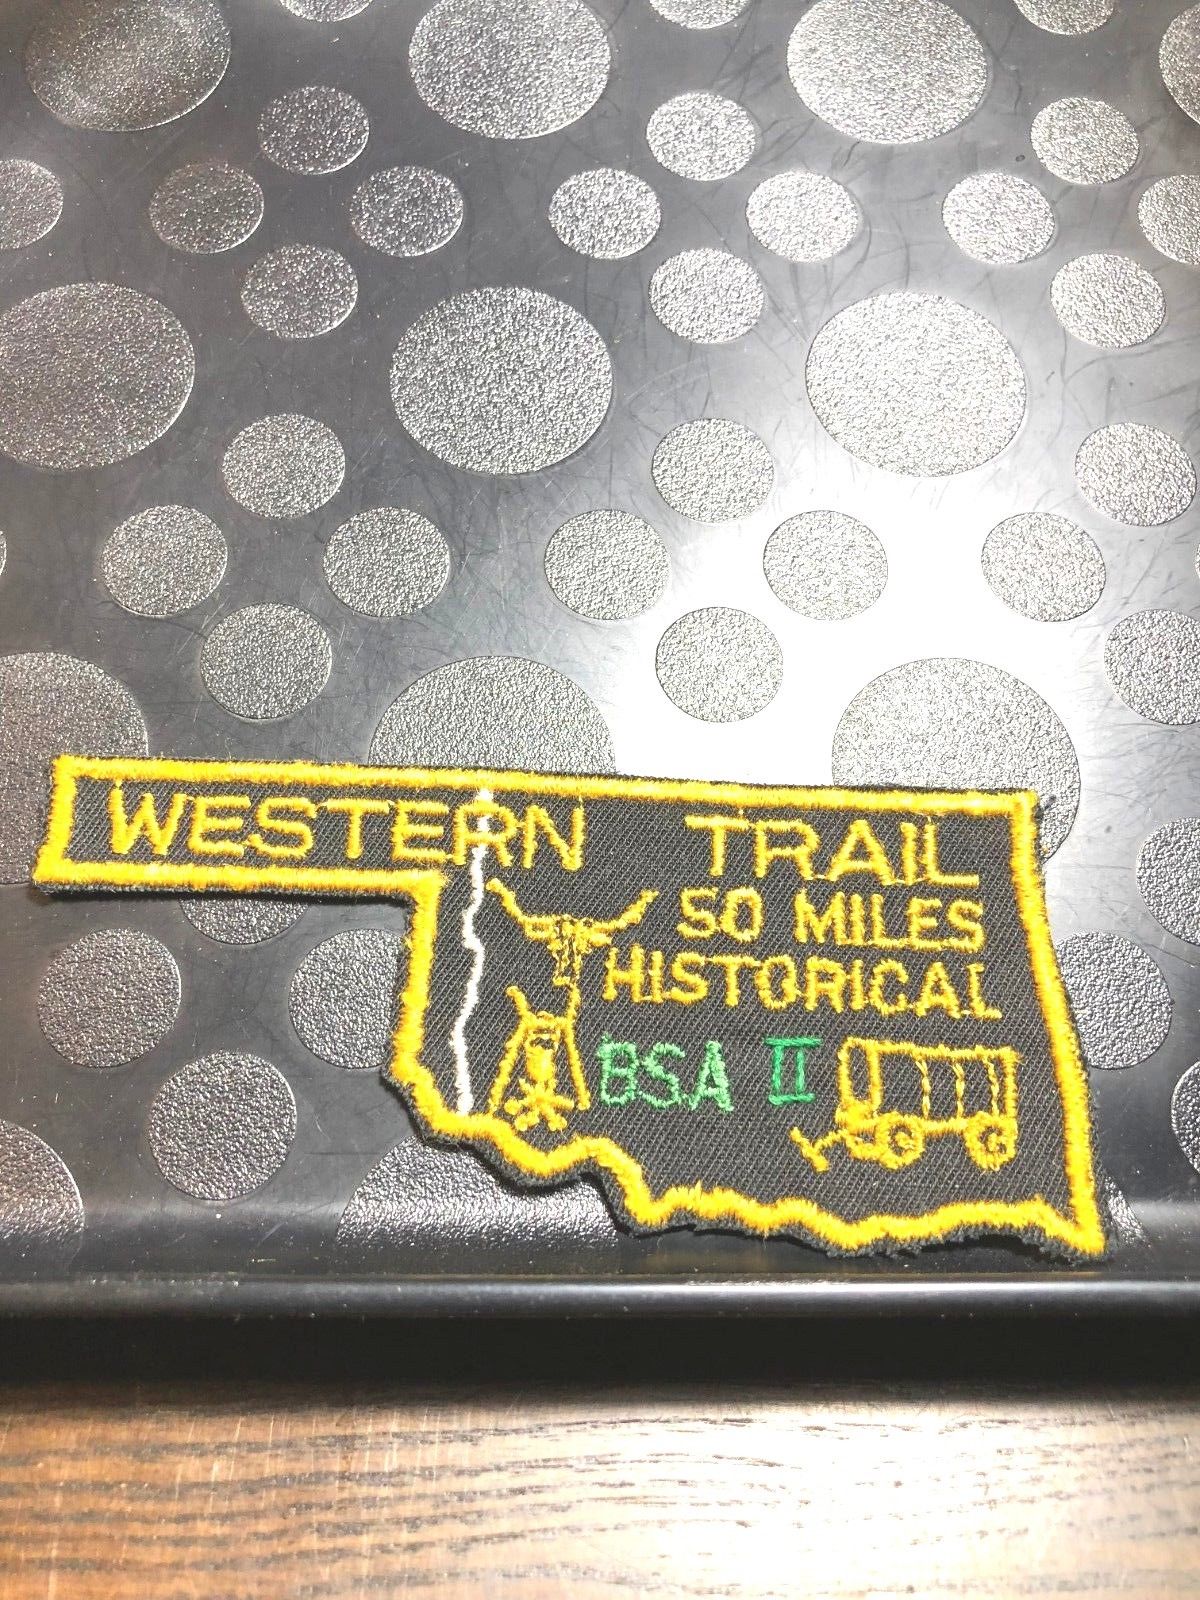 WESTERN TRAIL
50 MILES
HISTORICAL
BSA II